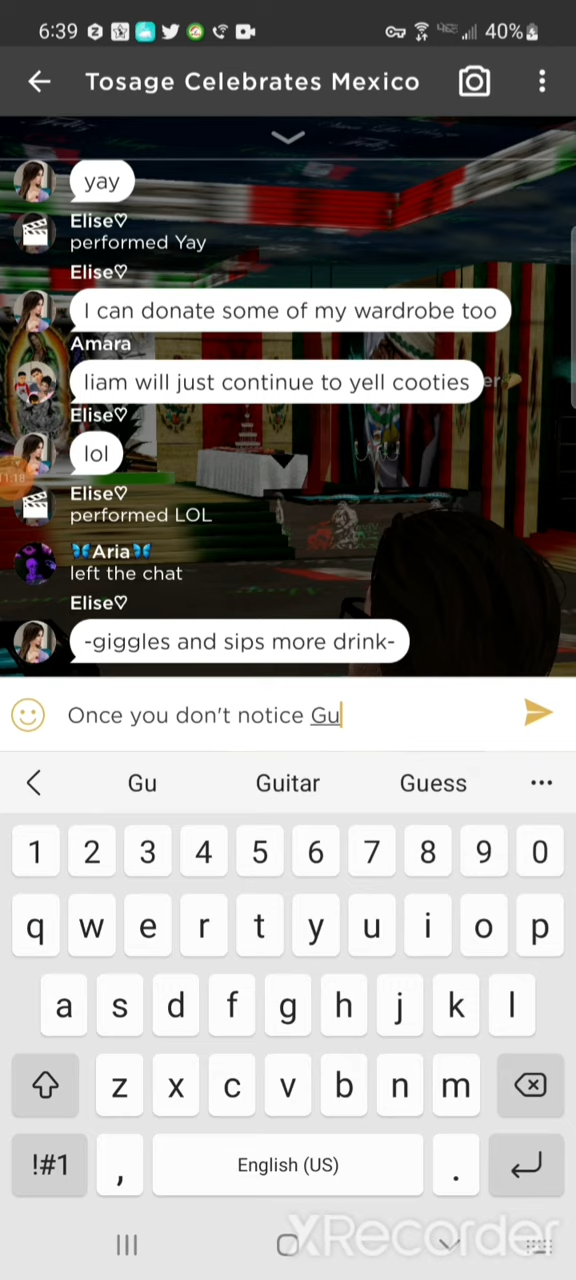 6:39
40%
Tosage Celebrates Mexico
yay
Elise♡
performed Yay
Elise♡
I can donate some of my wardrobe too
Amara
liam will just continue to yell cooties
er
Elise♡
lol
11:18
Elise♡
performed LOL
🦋Aria🦋
left the chat
Elise♡
-giggles and sips more drink-
Once you don't notice Gu
Gu Guitar Guess ...
1 2 3 4 5 6 7 8 9 0
q w e r t y u i o p
a s d f g h j k l
z x c v b n m
!#1 , English (US) .
XRecorder